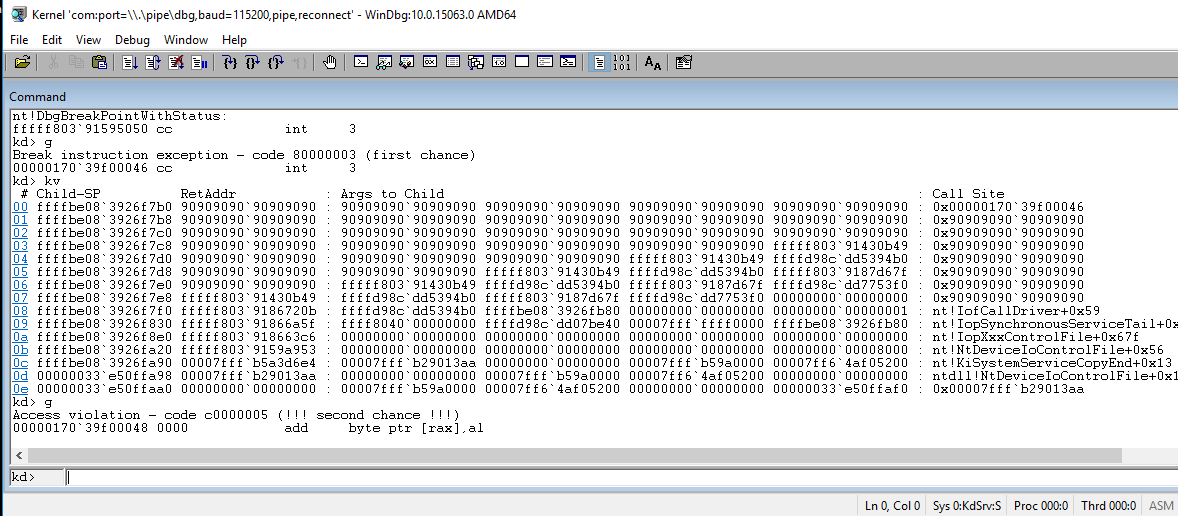 Kernel 'com:port=\\.\pipe\dbg,baud=115200,pipe,reconnect' - WinDbg:10.0.15063.0 AMD64
File Edit View Debug Window Help
Command
nt!DbgBreakPointWithStatus:
fffff803`91595050 cc int 3
kd> g
Break instruction exception - code 80000003 (first chance)
00000170`39f00046 cc int 3
kd> kv
# Child-SP RetAddr : Args to Child : Call Site
00 ffffbe08`3926f7b0 90909090`90909090 : 90909090`90909090 90909090`90909090 90909090`90909090 90909090`90909090 : 0x00000170`39f00046
01 ffffbe08`3926f7b8 90909090`90909090 : 90909090`90909090 90909090`90909090 90909090`90909090 90909090`90909090 : 0x90909090`90909090
02 ffffbe08`3926f7c0 90909090`90909090 : 90909090`90909090 90909090`90909090 90909090`90909090 90909090`90909090 : 0x90909090`90909090
03 ffffbe08`3926f7c8 90909090`90909090 : 90909090`90909090 90909090`90909090 90909090`90909090 fffff803`91430b49 : 0x90909090`90909090
04 ffffbe08`3926f7d0 90909090`90909090 : 90909090`90909090 90909090`90909090 fffff803`91430b49 ffffd98c`dd5394b0 : 0x90909090`90909090
05 ffffbe08`3926f7d8 90909090`90909090 : 90909090`90909090 fffff803`91430b49 ffffd98c`dd5394b0 fffff803`9187d67f : 0x90909090`90909090
06 ffffbe08`3926f7e0 90909090`90909090 : fffff803`91430b49 ffffd98c`dd5394b0 fffff803`9187d67f ffffd98c`dd7753f0 : 0x90909090`90909090
07 ffffbe08`3926f7e8 fffff803`91430b49 : ffffd98c`dd5394b0 fffff803`9187d67f ffffd98c`dd7753f0 00000000`00000000 : 0x90909090`90909090
08 ffffbe08`3926f7f0 fffff803`9186720b : ffffd98c`dd5394b0 ffffbe08`3926fb80 00000000`00000000 00000000`00000001 : nt!IofCallDriver+0x59
09 ffffbe08`3926f830 fffff803`91866a5f : ffff8040`00000000 ffffd98c`dd07be40 00007fff`ffff0000 ffffbe08`3926fb80 : nt!IopSynchronousServiceTail+0x
0a ffffbe08`3926f8e0 fffff803`918663c6 : 00000000`00000000 00000000`00000000 00000000`00000000 00000000`00000000 : nt!IopXxxControlFile+0x67f
0b ffffbe08`3926fa20 fffff803`9159a953 : 00000000`00000000 00000000`00000000 00000000`00000000 00000000`00008000 : nt!NtDeviceIoControlFile+0x56
0c ffffbe08`3926fa90 00007fff`b5a3d6e4 : 00007fff`b29013aa 00000000`00000000 00007fff`b59a0000 00007ff6`4af05200 : nt!KiSystemServiceCopyEnd+0x13
0d 00000033`e50ffa98 00007fff`b29013aa : 00000000`00000000 00007fff`b59a0000 00007ff6`4af05200 00000000`00000000 : ntdll!NtDeviceIoControlFile+0x1
0e 00000033`e50ffaa0 00000000`00000000 : 00007fff`b59a0000 00007ff6`4af05200 00000000`00000000 00000033`e50ffaf0 : 0x00007fff`b29013aa
kd> g
Access violation - code c0000005 (!!! second chance !!!)
00000170`39f00048 0000 add byte ptr [rax],al
kd>
Ln 0, Col 0 Sys 0:KdSrv:S Proc 000:0 Thrd 000:0 ASM